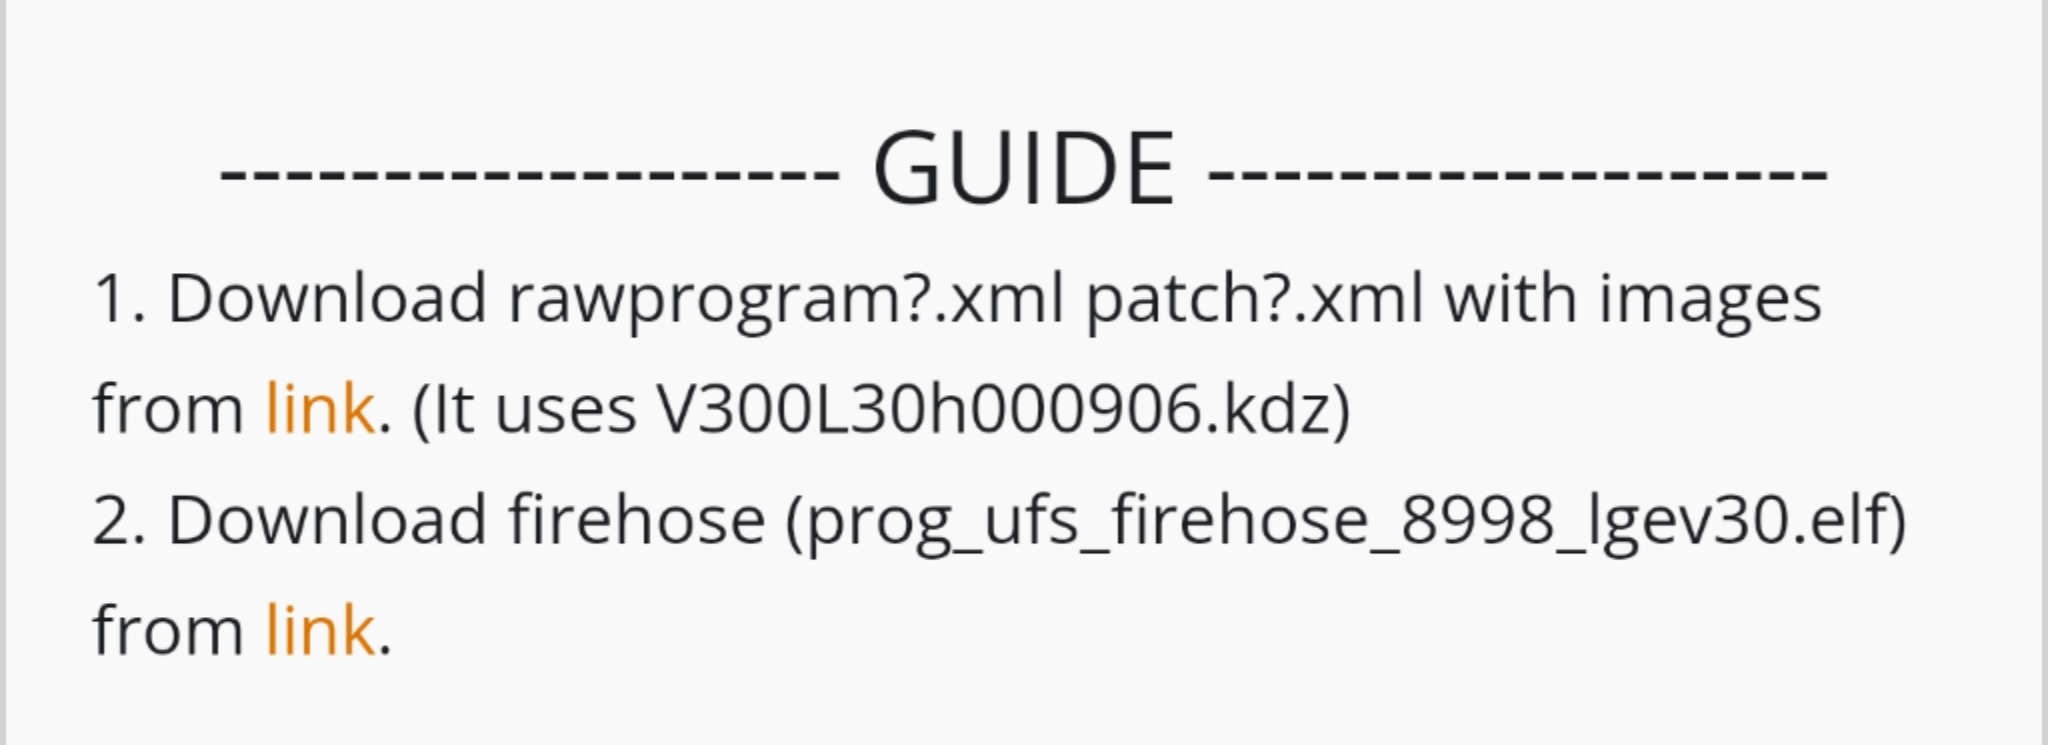 ------------------- GUIDE -------------------
1. Download rawprogram?.xml patch?.xml with images
from link. (It uses V300L30h000906.kdz)
2. Download firehose (prog_ufs_firehose_8998_lgev30.elf)
from link.